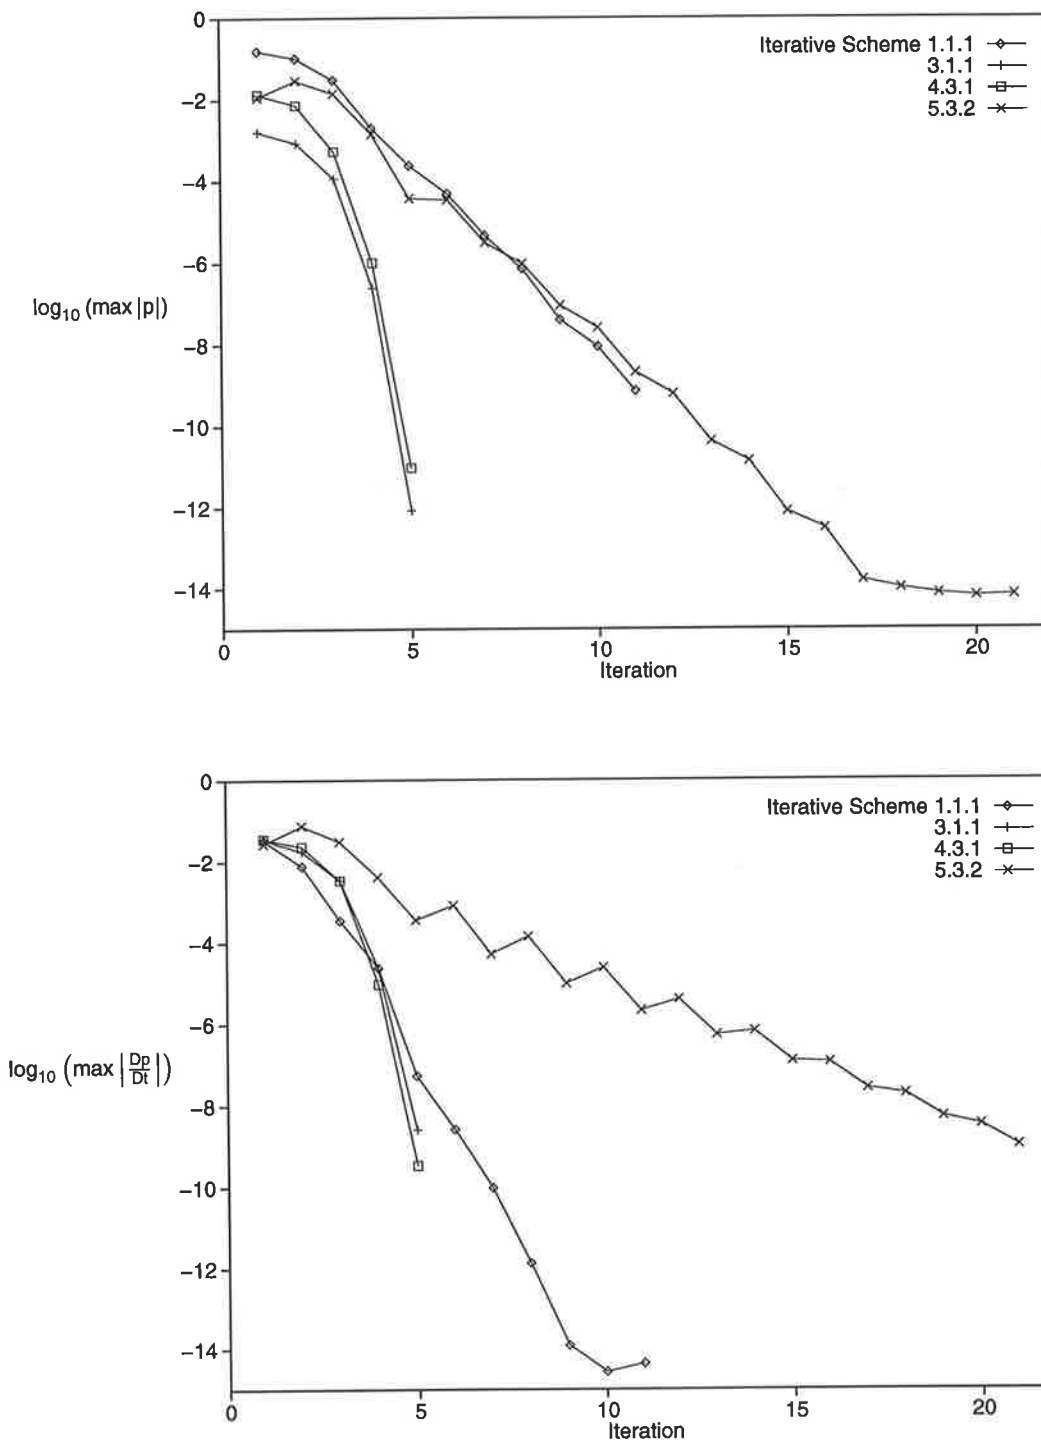 0
−2
−4
−6
−8
−10
−12
−14
log₁₀ (max |p|)
Iterative Scheme 1.1.1
3.1.1
4.3.1
5.3.2
0 5 10 15 20
Iteration
0
−2
−4
−6
−8
−10
−12
−14
log₁₀ (max |Dp/Dt|)
Iterative Scheme 1.1.1
3.1.1
4.3.1
5.3.2
0 5 10 15 20
Iteration